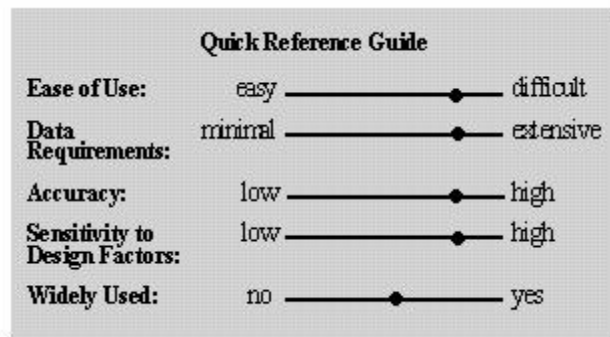 Quick Reference Guide
Ease of Use: easy difficult
Data
Requirements: minimal extensive
Accuracy: low high
Sensitivity to
Design Factors: low high
Widely Used: no yes